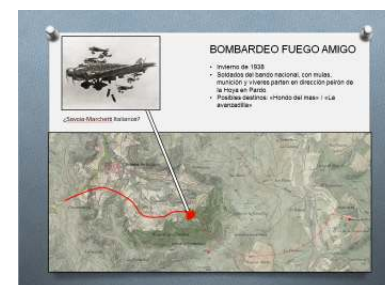 BOMBARDEO FUEGO AMIGO
• Invierno de 1938
• Soldados del bando nacional, con mulas,
munición y víveres parten en dirección peirón de
la Hoya en Pardo
• Posibles destinos: «Hondo del mas» / «La
avanzadilla»
¿Savoia-Marchetti Italianos?